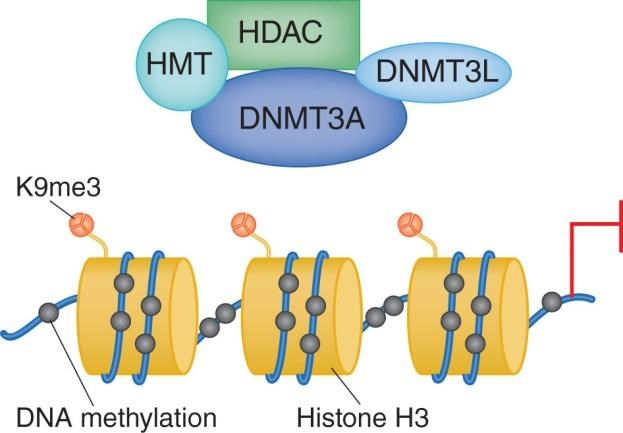 HDAC
HMT
DNMT3L
DNMT3A
K9me3
DNA methylation
Histone H3